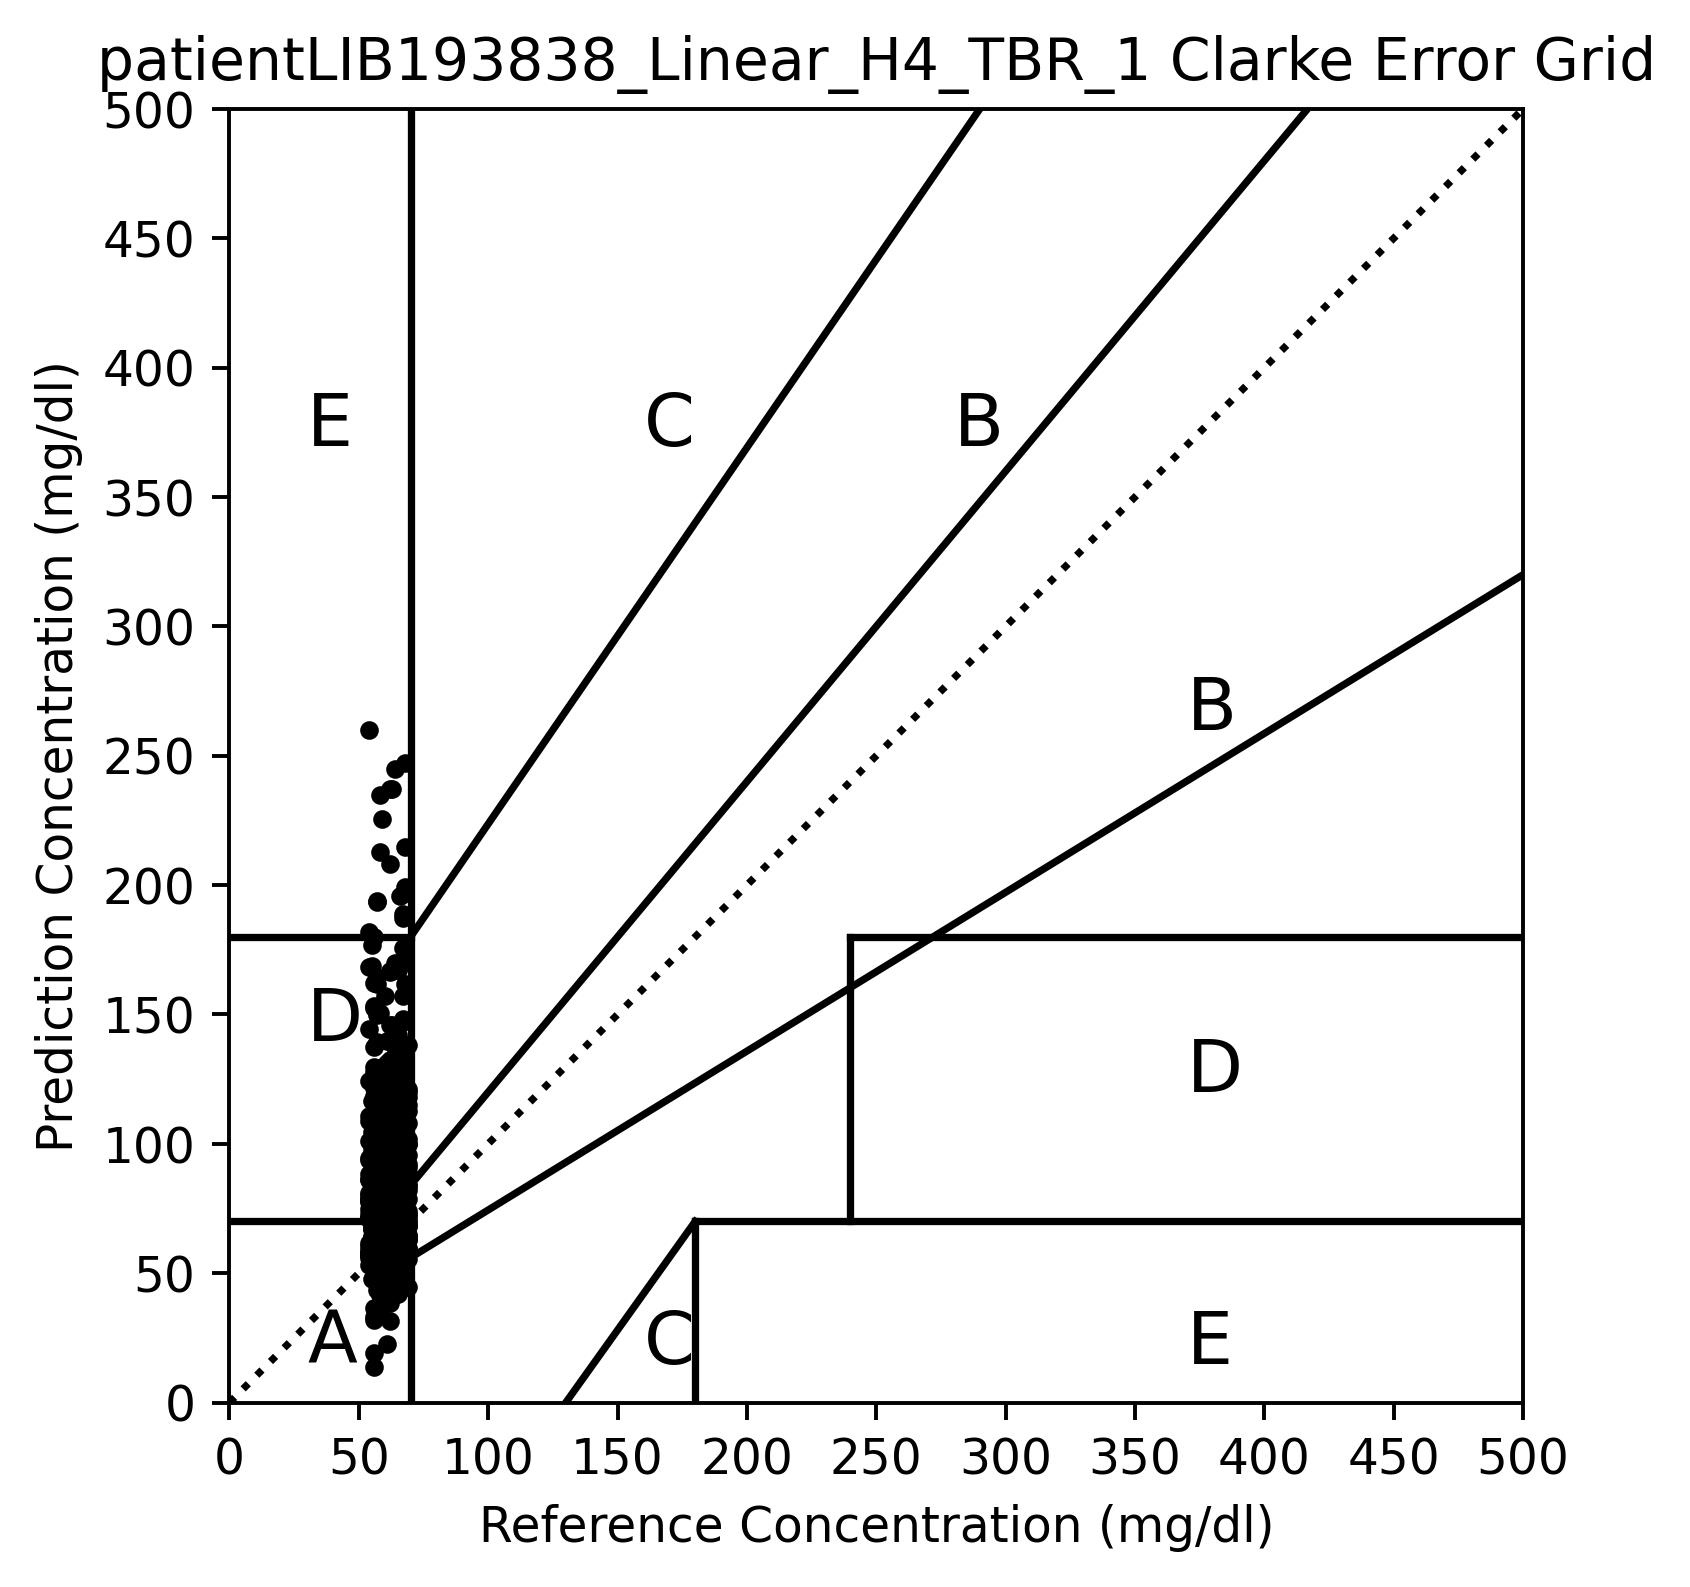 patientLIB193838_Linear_H4_TBR_1 Clarke Error Grid
500
450
400
350
300
250
200
150
100
50
0
Prediction Concentration (mg/dl)
E
C
B
B
D
D
A
C
E
0 50 100 150 200 250 300 350 400 450 500
Reference Concentration (mg/dl)